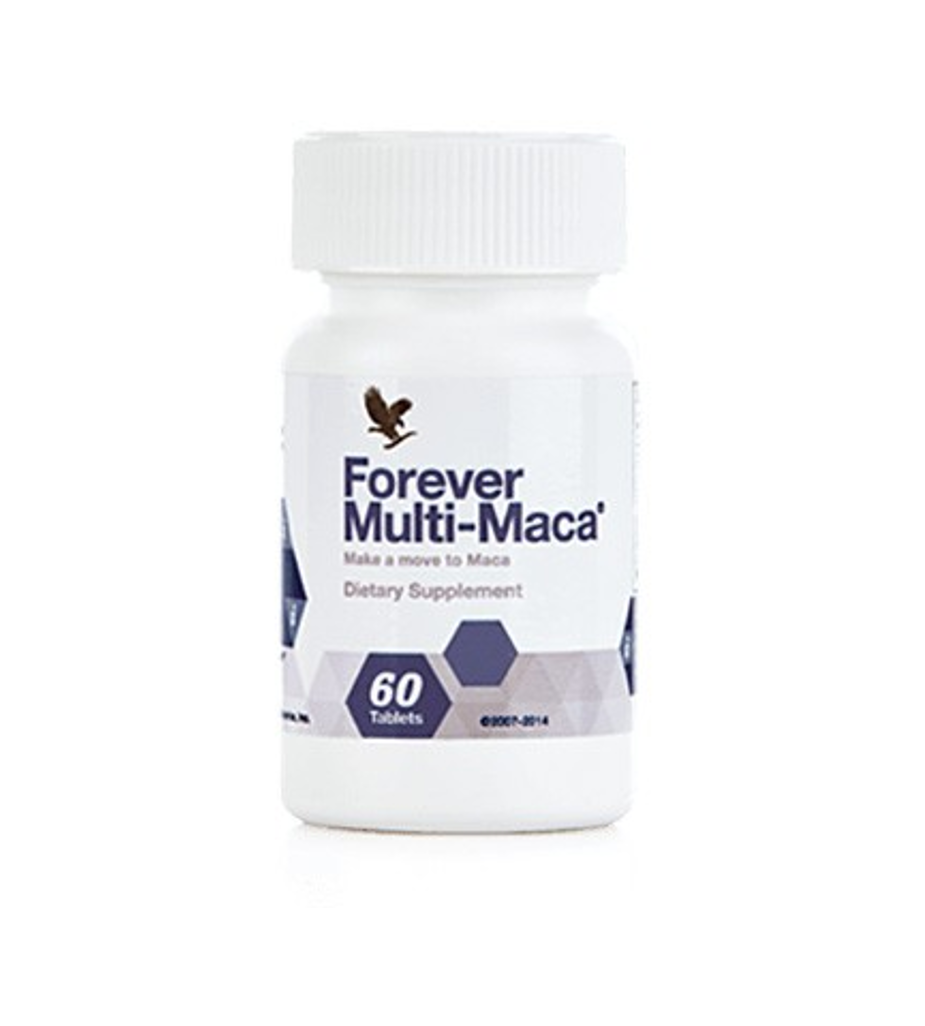 Forever
Multi-Maca
Make a move to Maca
Dietary Supplement
60
Tablets
©2007-2014